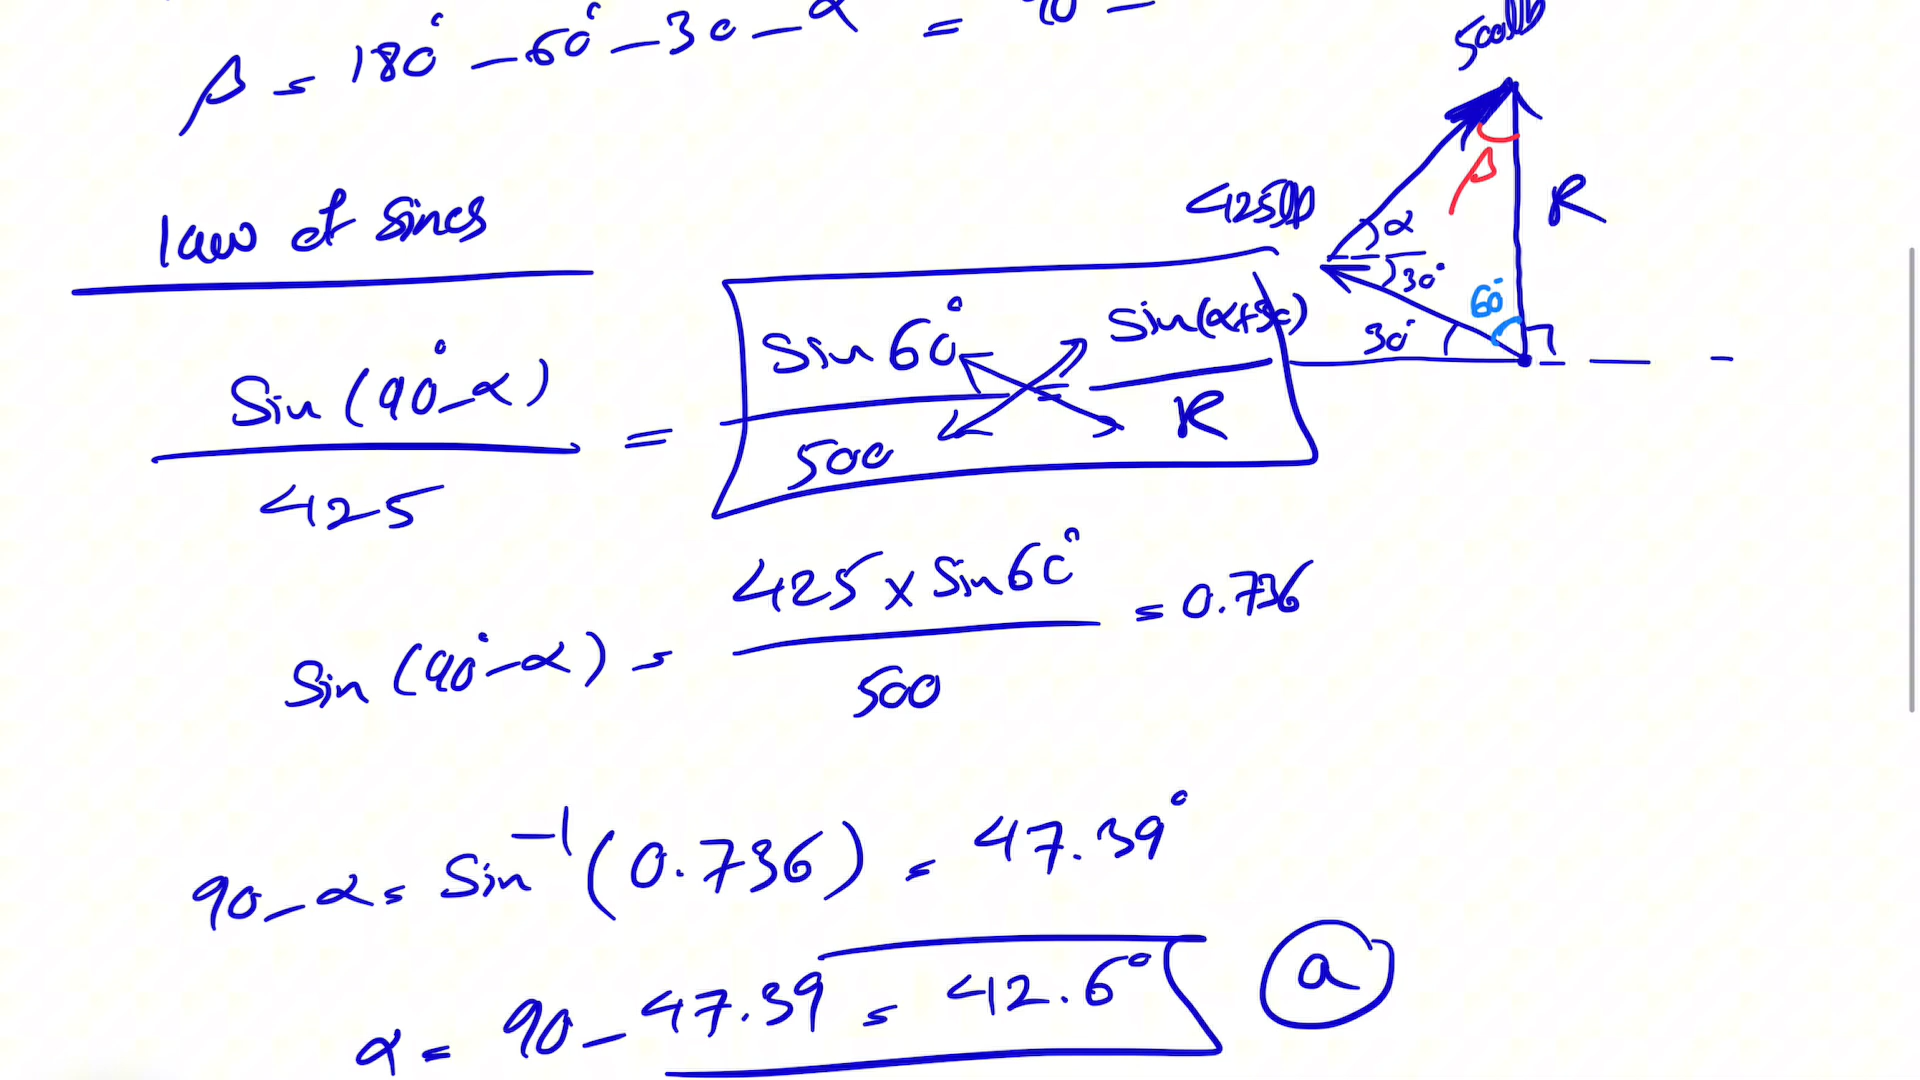 β = 180° - 60° - 30 - α = 90 -
500lb
law of sines
425lb
β
R
α
30°
60°
30°
Sin (90° - α) / 425 = Sin 60° / 500 = Sin(α+30) / R
Sin (90° - α) = 425 x Sin 60° / 500 = 0.736
90 - α = Sin⁻¹ (0.736) = 47.39°
α = 90 - 47.39 = 42.6° a